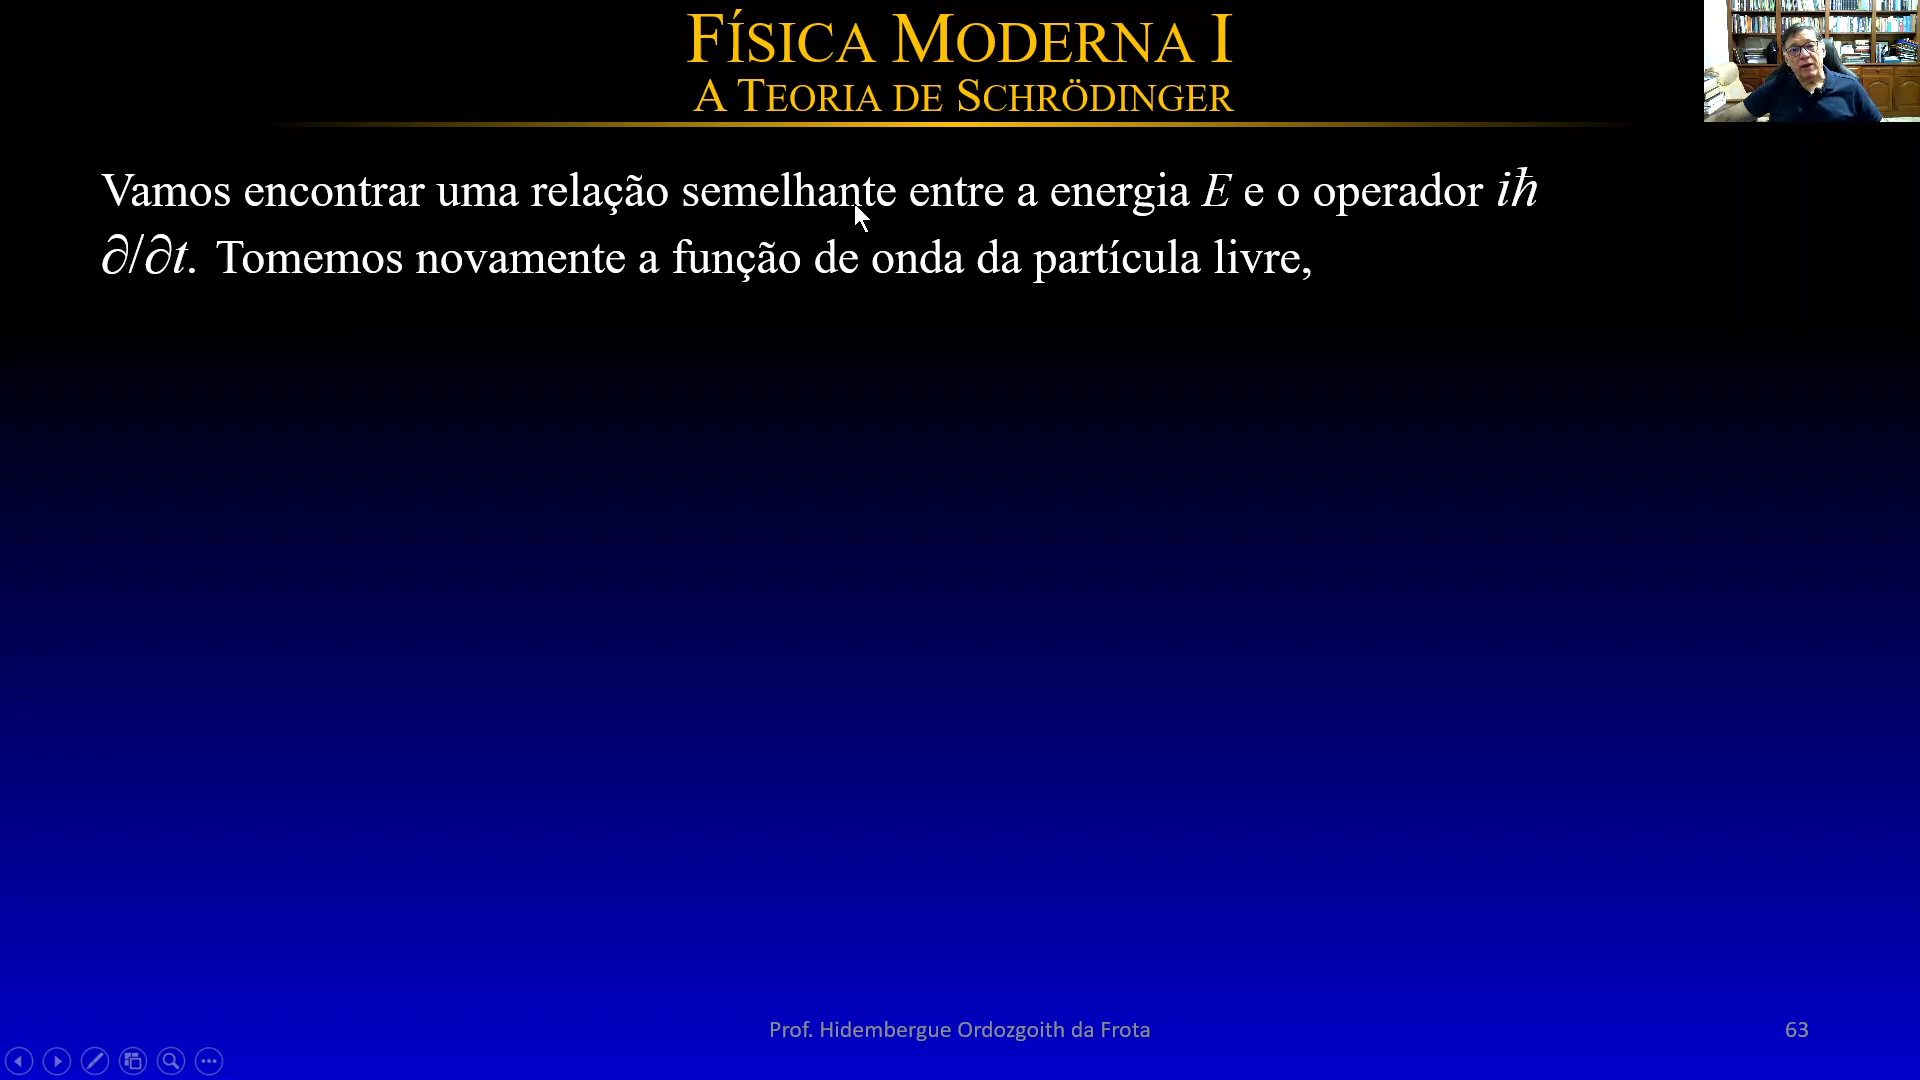 FÍSICA MODERNA I
A TEORIA DE SCHRÖDINGER
Vamos encontrar uma relação semelhante entre a energia E e o operador iħ
∂/∂t. Tomemos novamente a função de onda da partícula livre,
Prof. Hidembergue Ordozgoith da Frota
63